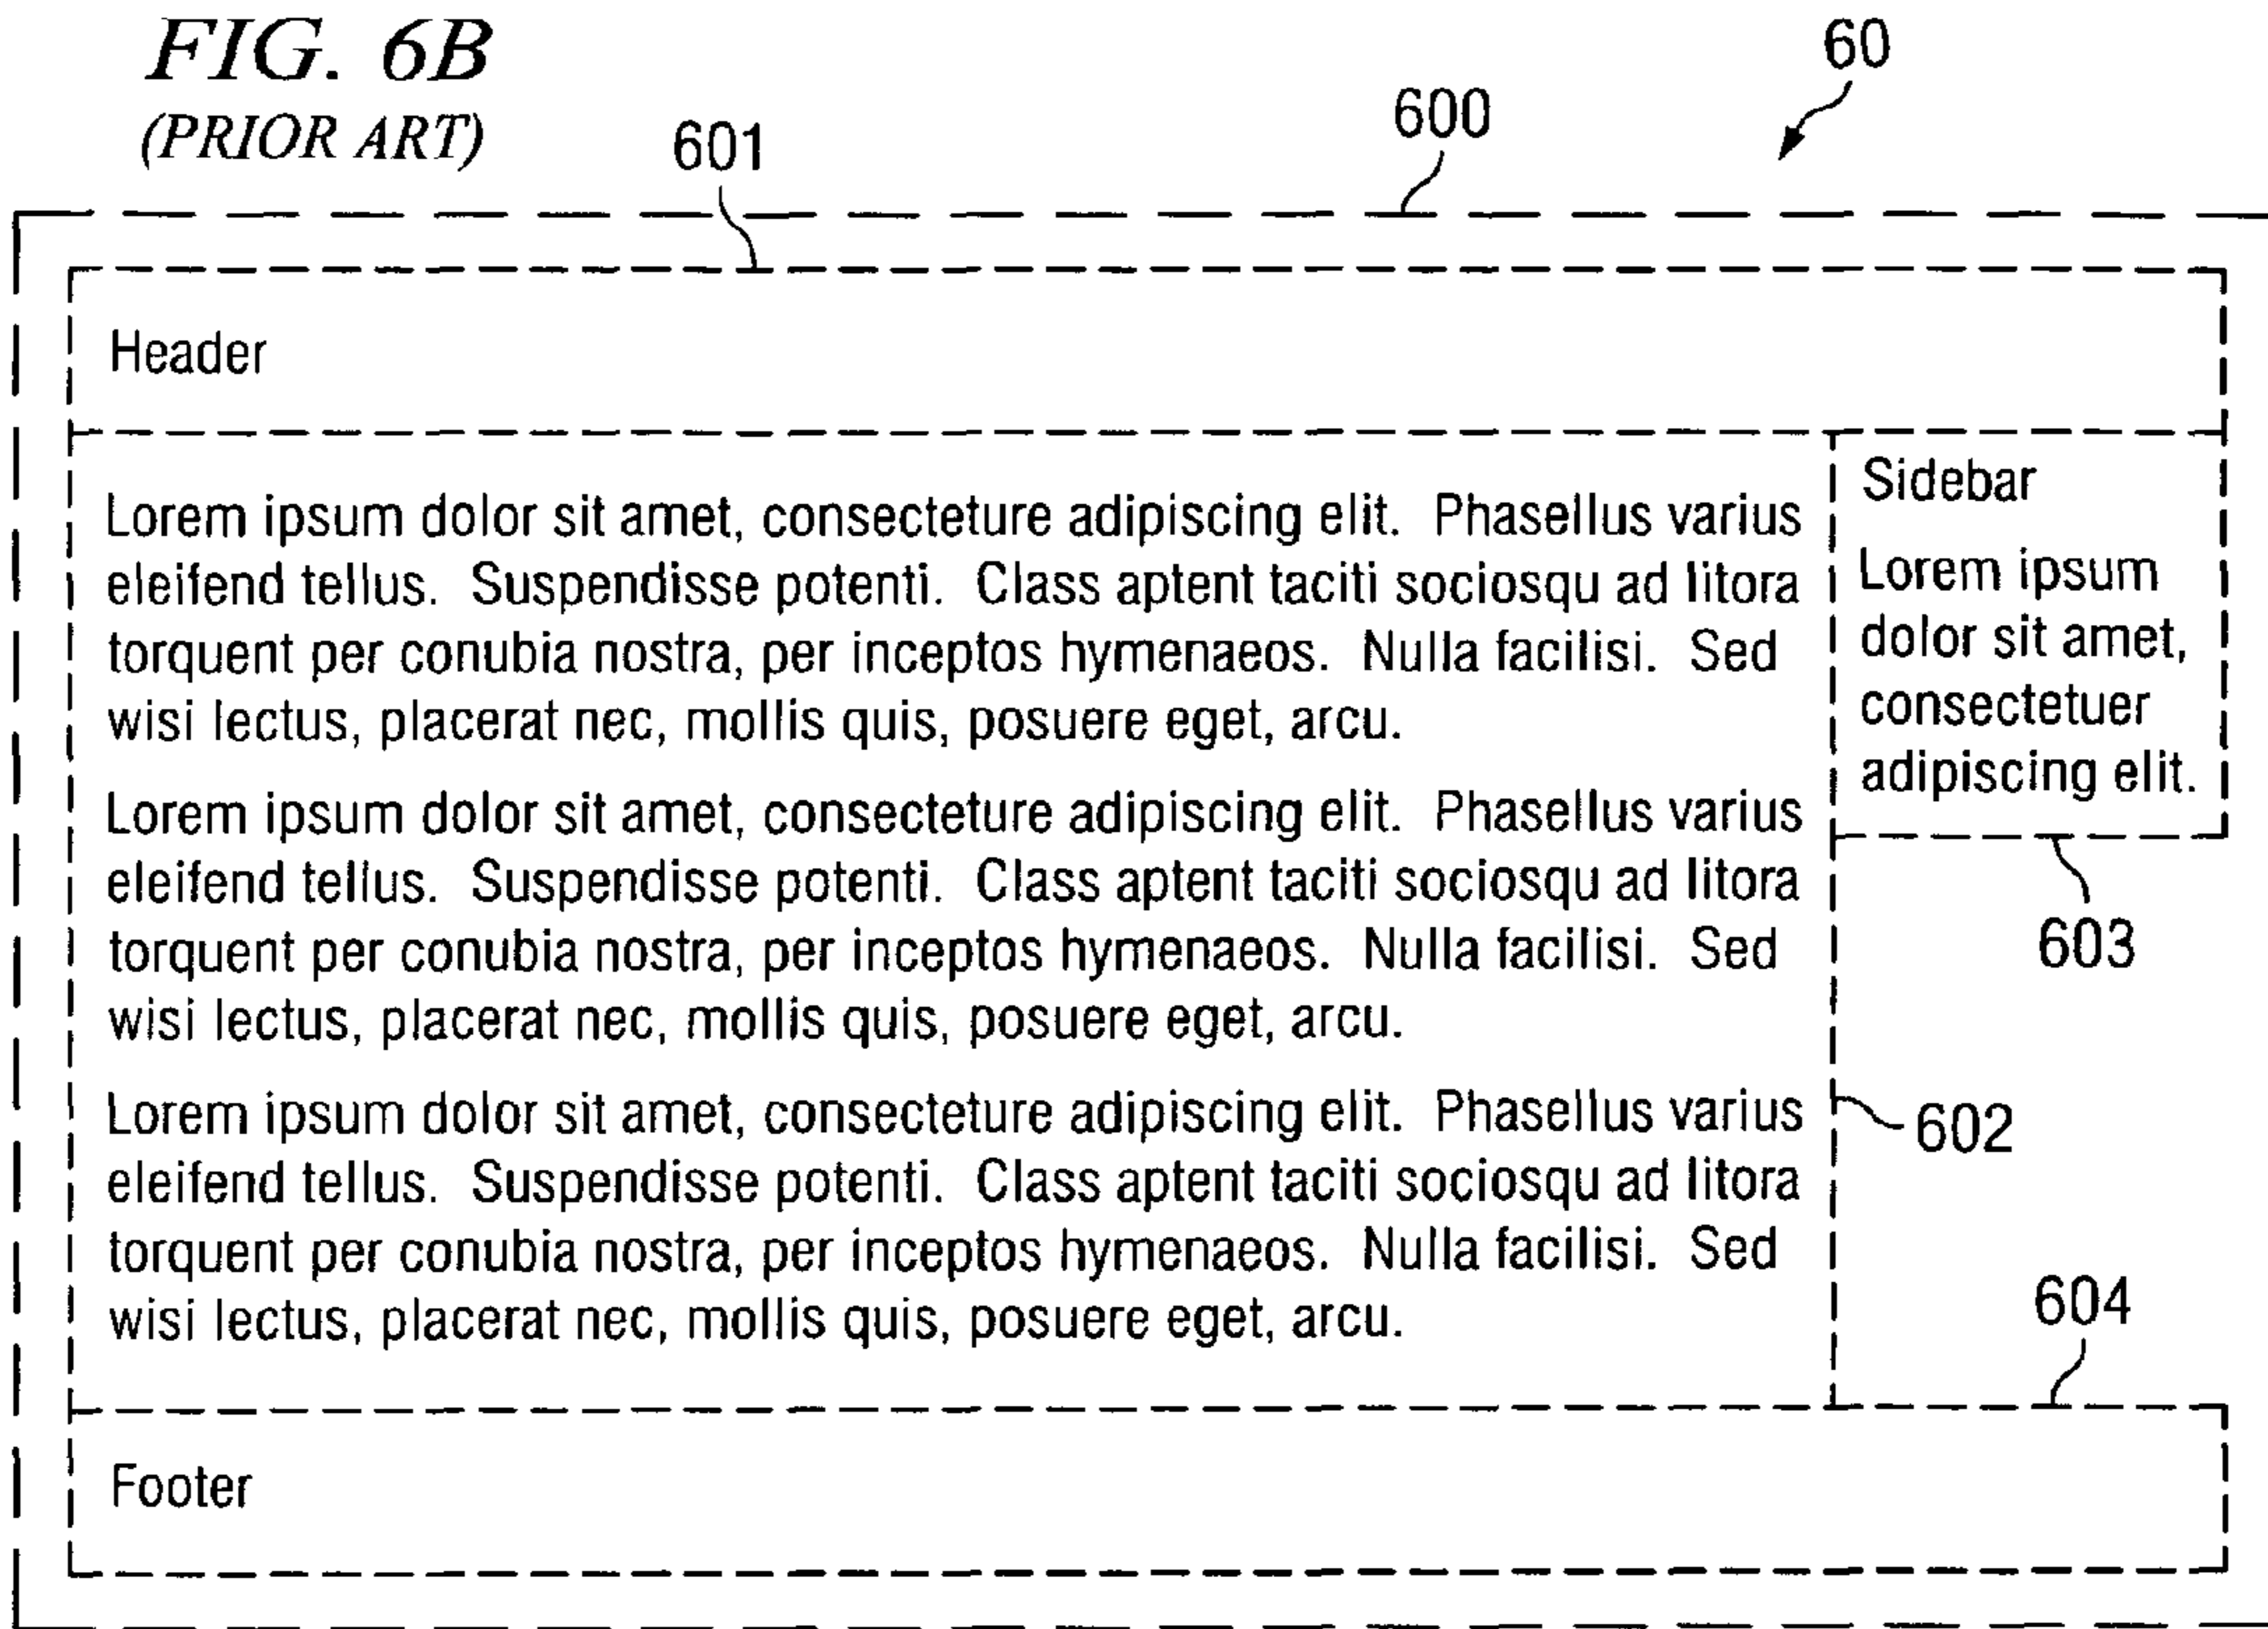 FIG. 6B
(PRIOR ART)
60
600
601
Header
Lorem ipsum dolor sit amet, consecteture adipiscing elit. Phasellus varius
eleifend tellus. Suspendisse potenti. Class aptent taciti sociosqu ad litora
torquent per conubia nostra, per inceptos hymenaeos. Nulla facilisi. Sed
wisi lectus, placerat nec, mollis quis, posuere eget, arcu.
Lorem ipsum dolor sit amet, consecteture adipiscing elit. Phasellus varius
eleifend tellus. Suspendisse potenti. Class aptent taciti sociosqu ad litora
torquent per conubia nostra, per inceptos hymenaeos. Nulla facilisi. Sed
wisi lectus, placerat nec, mollis quis, posuere eget, arcu.
Lorem ipsum dolor sit amet, consecteture adipiscing elit. Phasellus varius
eleifend tellus. Suspendisse potenti. Class aptent taciti sociosqu ad litora
torquent per conubia nostra, per inceptos hymenaeos. Nulla facilisi. Sed
wisi lectus, placerat nec, mollis quis, posuere eget, arcu.
Sidebar
Lorem ipsum
dolor sit amet,
consectetuer
adipiscing elit.
603
602
604
Footer